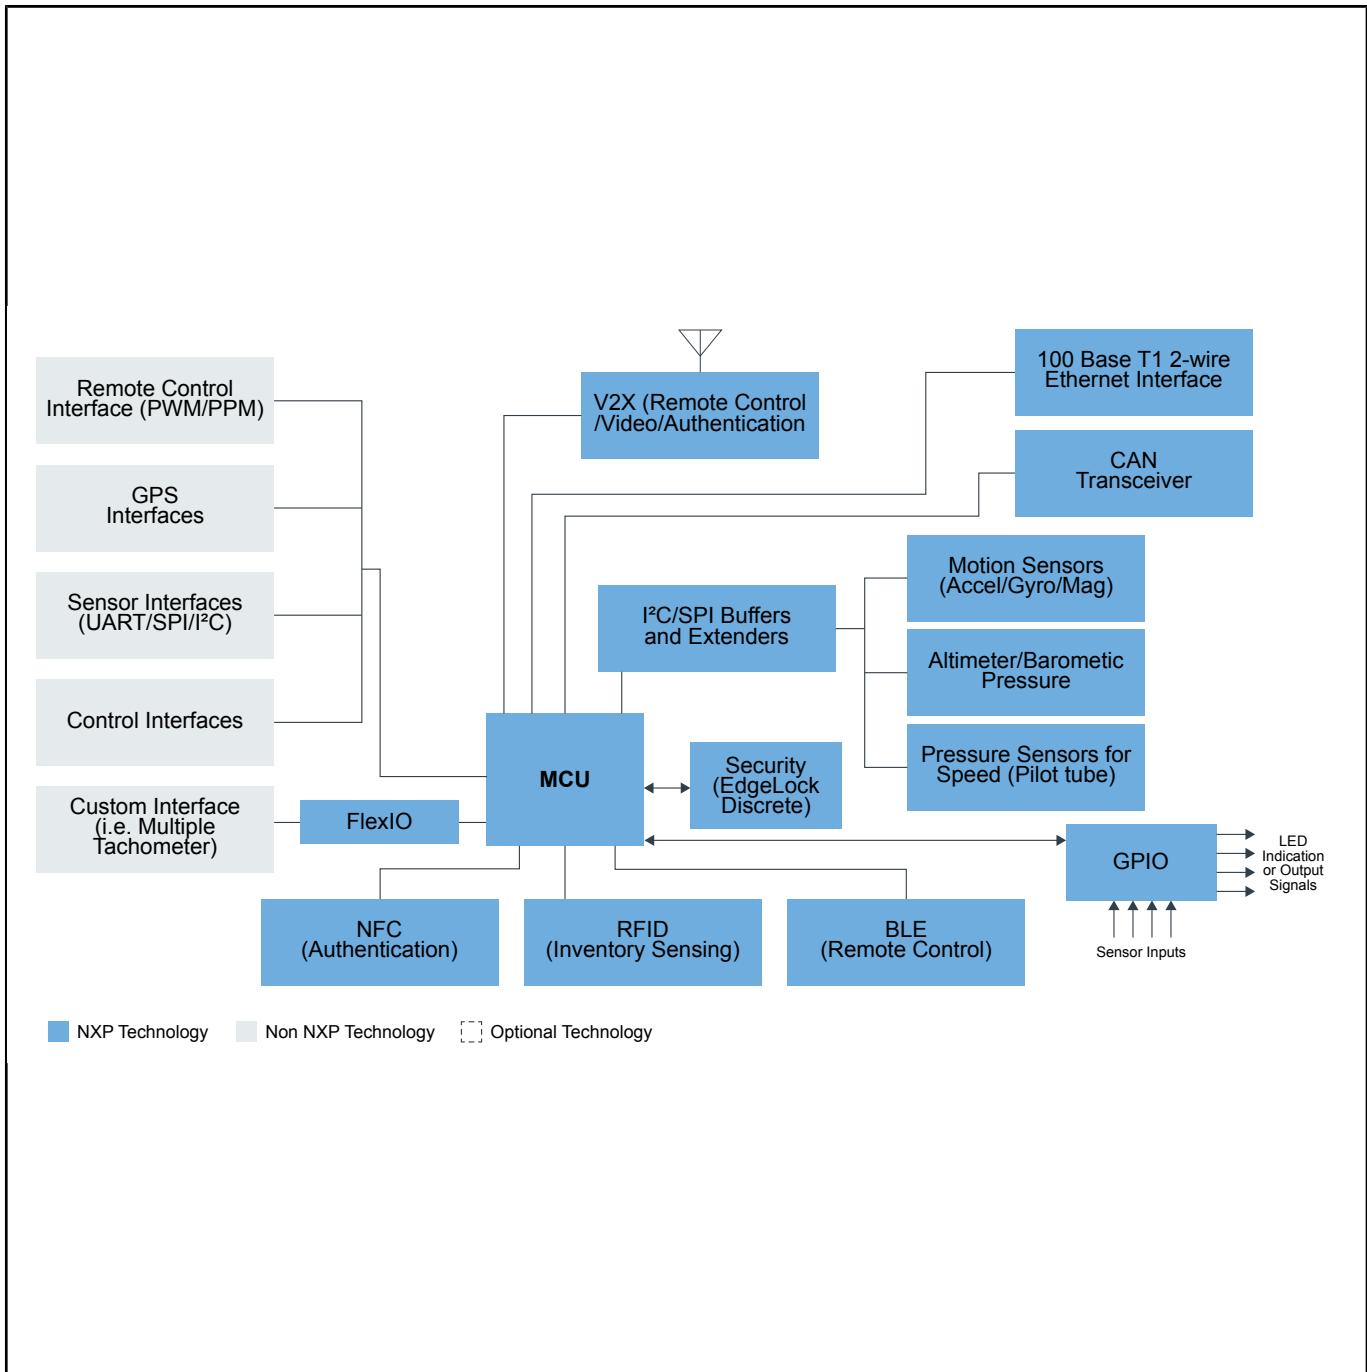 Remote Control
Interface (PWM/PPM)
GPS
Interfaces
Sensor Interfaces
(UART/SPI/I²C)
Control Interfaces
Custom Interface
(i.e. Multiple
Tachometer)
FlexIO
V2X (Remote Control
/Video/Authentication
100 Base T1 2-wire
Ethernet Interface
CAN
Transceiver
I²C/SPI Buffers
and Extenders
Motion Sensors
(Accel/Gyro/Mag)
Altimeter/Barometic
Pressure
Pressure Sensors for
Speed (Pilot tube)
MCU
Security
(EdgeLock
Discrete)
GPIO
LED
Indication
or Output
Signals
Sensor Inputs
NFC
(Authentication)
RFID
(Inventory Sensing)
BLE
(Remote Control)
NXP Technology
Non NXP Technology
Optional Technology